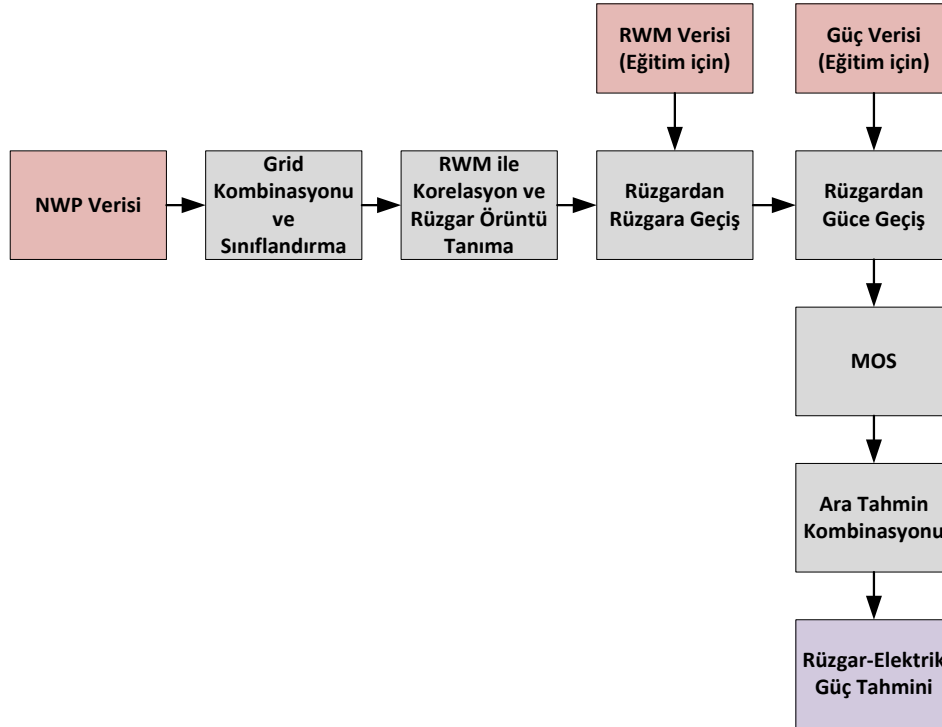 RWM Verisi
(Eğitim için)
Güç Verisi
(Eğitim için)
NWP Verisi
Grid
Kombinasyonu
ve
Sınıflandırma
RWM ile
Korelasyon ve
Rüzgar Örüntü
Tanıma
Rüzgardan
Rüzgara Geçiş
Rüzgardan
Güce Geçiş
MOS
Ara Tahmin
Kombinasyonu
Rüzgar-Elektrik
Güç Tahmini